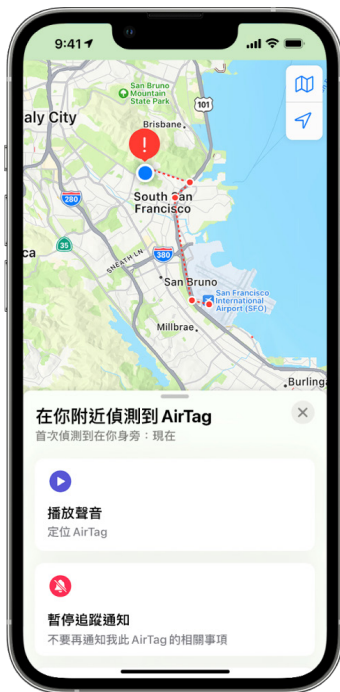 9:41
San Bruno
Mountain
State Park
101
aly City
Brisbane
!
280
South San
Francisco
35
ca
380
SNEATH LN
San Bruno
San Francisco
International
Airport (SFO)
Millbrae
Burling
在你附近偵測到 AirTag
首次偵測到在你身旁：現在
播放聲音
定位 AirTag
暫停追蹤通知
不要再通知我此 AirTag 的相關事項